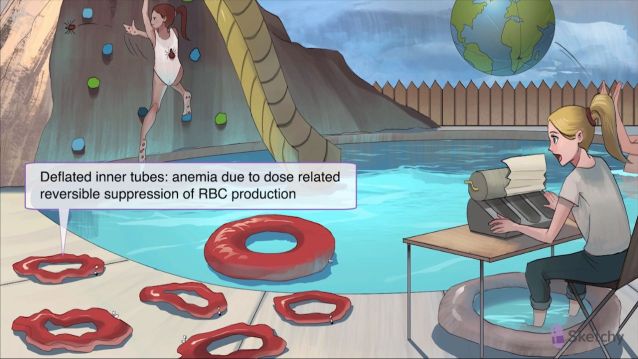 Deflated inner tubes: anemia due to dose related
reversible suppression of RBC production
Sketchy